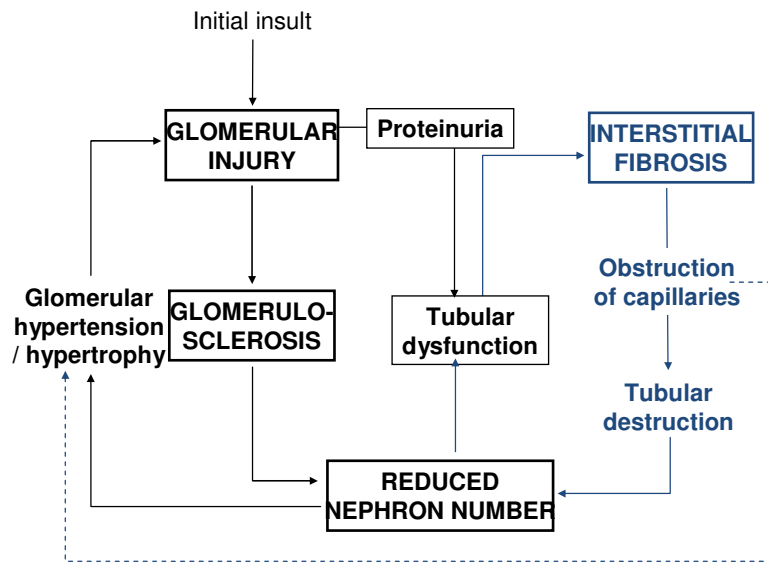 Initial insult
GLOMERULAR
INJURY
Proteinuria
INTERSTITIAL
FIBROSIS
Glomerular
hypertension
/ hypertrophy
GLOMERULO-
SCLEROSIS
Tubular
dysfunction
Obstruction
of capillaries
Tubular
destruction
REDUCED
NEPHRON NUMBER